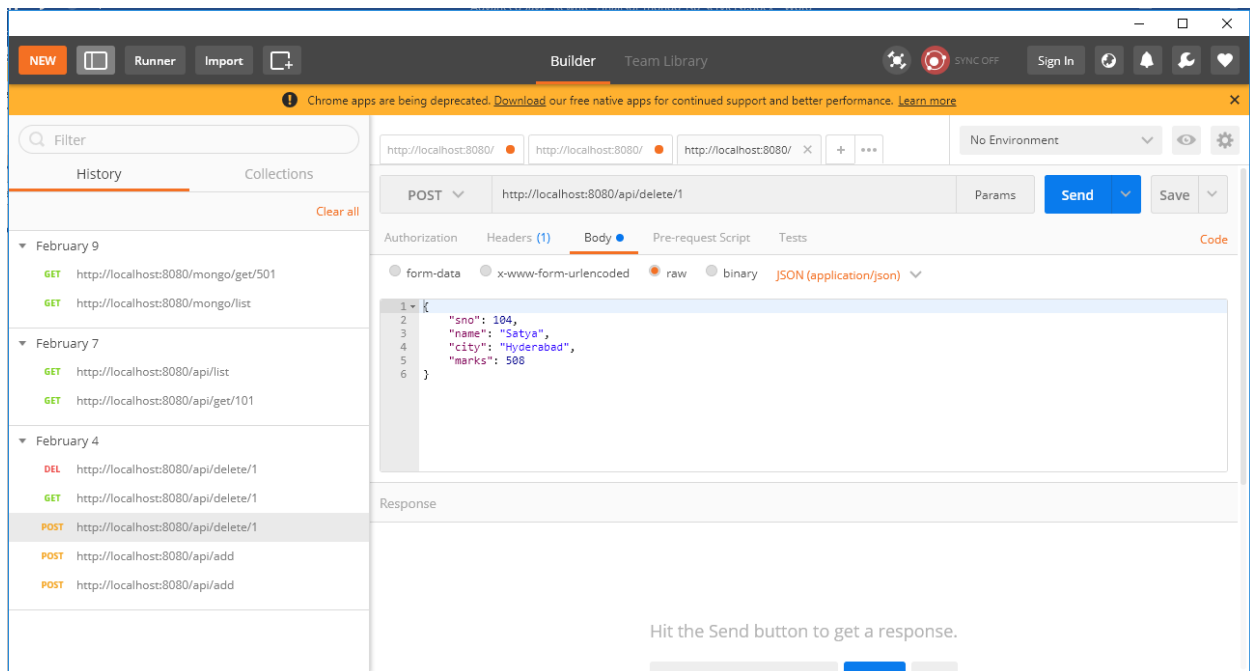 NEW Runner Import Builder Team Library SYNC OFF Sign In
Chrome apps are being deprecated. Download our free native apps for continued support and better performance. Learn more
Filter
History Collections
Clear all
February 9
GET http://localhost:8080/mongo/get/501
GET http://localhost:8080/mongo/list
February 7
GET http://localhost:8080/api/list
GET http://localhost:8080/api/get/101
February 4
DEL http://localhost:8080/api/delete/1
GET http://localhost:8080/api/delete/1
POST http://localhost:8080/api/delete/1
POST http://localhost:8080/api/add
POST http://localhost:8080/api/add
http://localhost:8080/ http://localhost:8080/ http://localhost:8080/ No Environment
POST http://localhost:8080/api/delete/1 Params Send Save
Authorization Headers (1) Body Pre-request Script Tests Code
form-data x-www-form-urlencoded raw binary JSON (application/json)
1 {
2 "sno": 104,
3 "name": "Satya",
4 "city": "Hyderabad",
5 "marks": 508
6 }
Response
Hit the Send button to get a response.